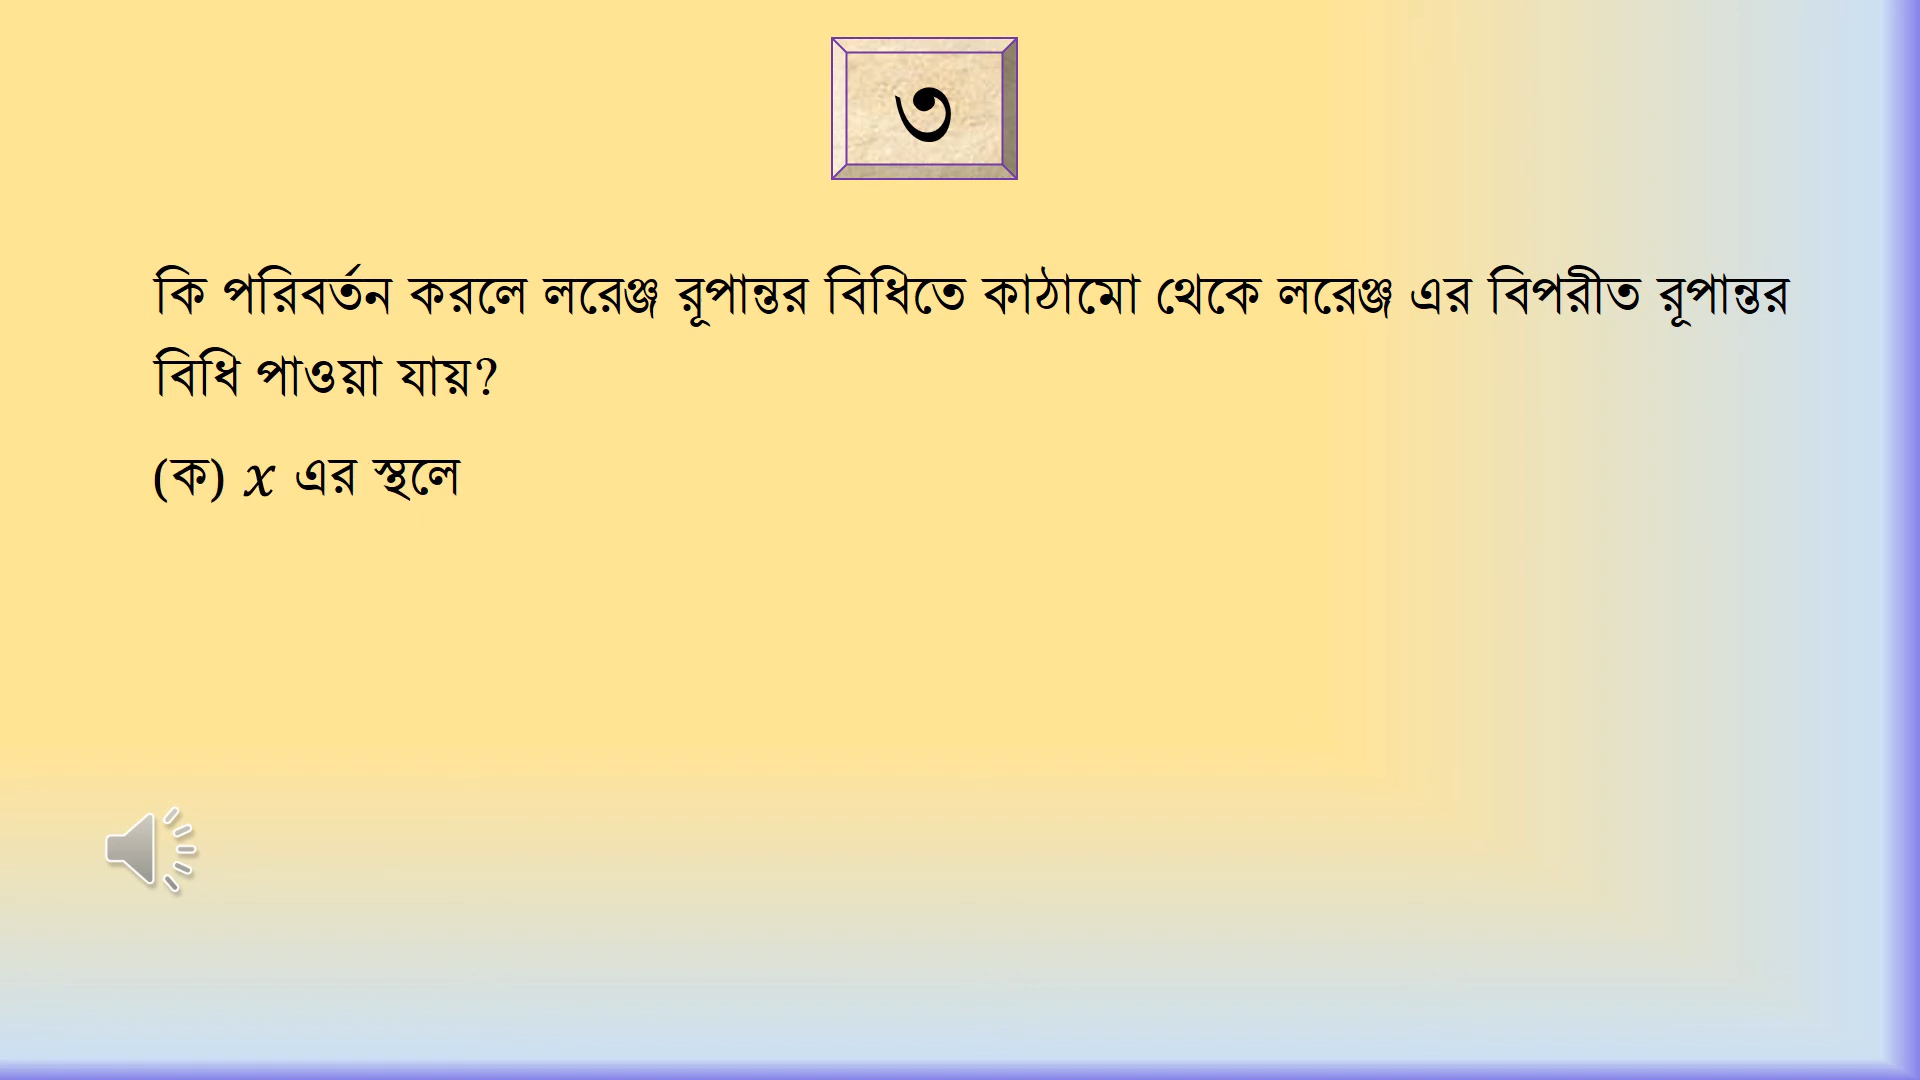 ৩
কি পরিবর্তন করলে লরেঞ্জ রূপান্তর বিধিতে কাঠামো থেকে লরেঞ্জ এর বিপরীত রূপান্তর
বিধি পাওয়া যায়?
(ক) x এর স্থলে